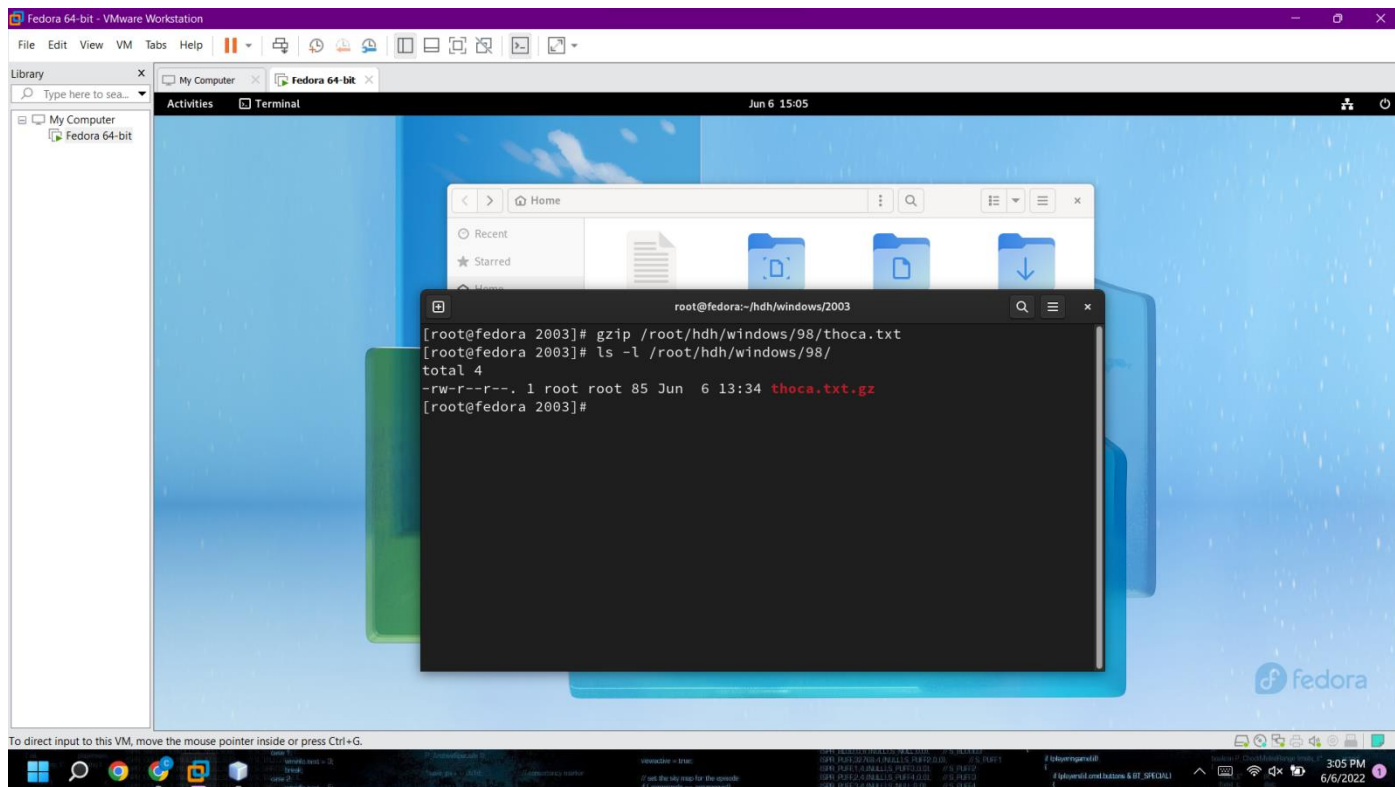 Fedora 64-bit - VMware Workstation
File Edit View VM Tabs Help
Library
Type here to sea...
My Computer
Fedora 64-bit
My Computer
Fedora 64-bit
Activities
Terminal
Jun 6 15:05
Home
Recent
Starred
Home
root@fedora:~/hdh/windows/2003
[root@fedora 2003]# gzip /root/hdh/windows/98/thoca.txt
[root@fedora 2003]# ls -l /root/hdh/windows/98/
total 4
-rw-r--r--. 1 root root 85 Jun  6 13:34 thoca.txt.gz
[root@fedora 2003]#
fedora
To direct input to this VM, move the mouse pointer inside or press Ctrl+G.
3:05 PM
6/6/2022
1